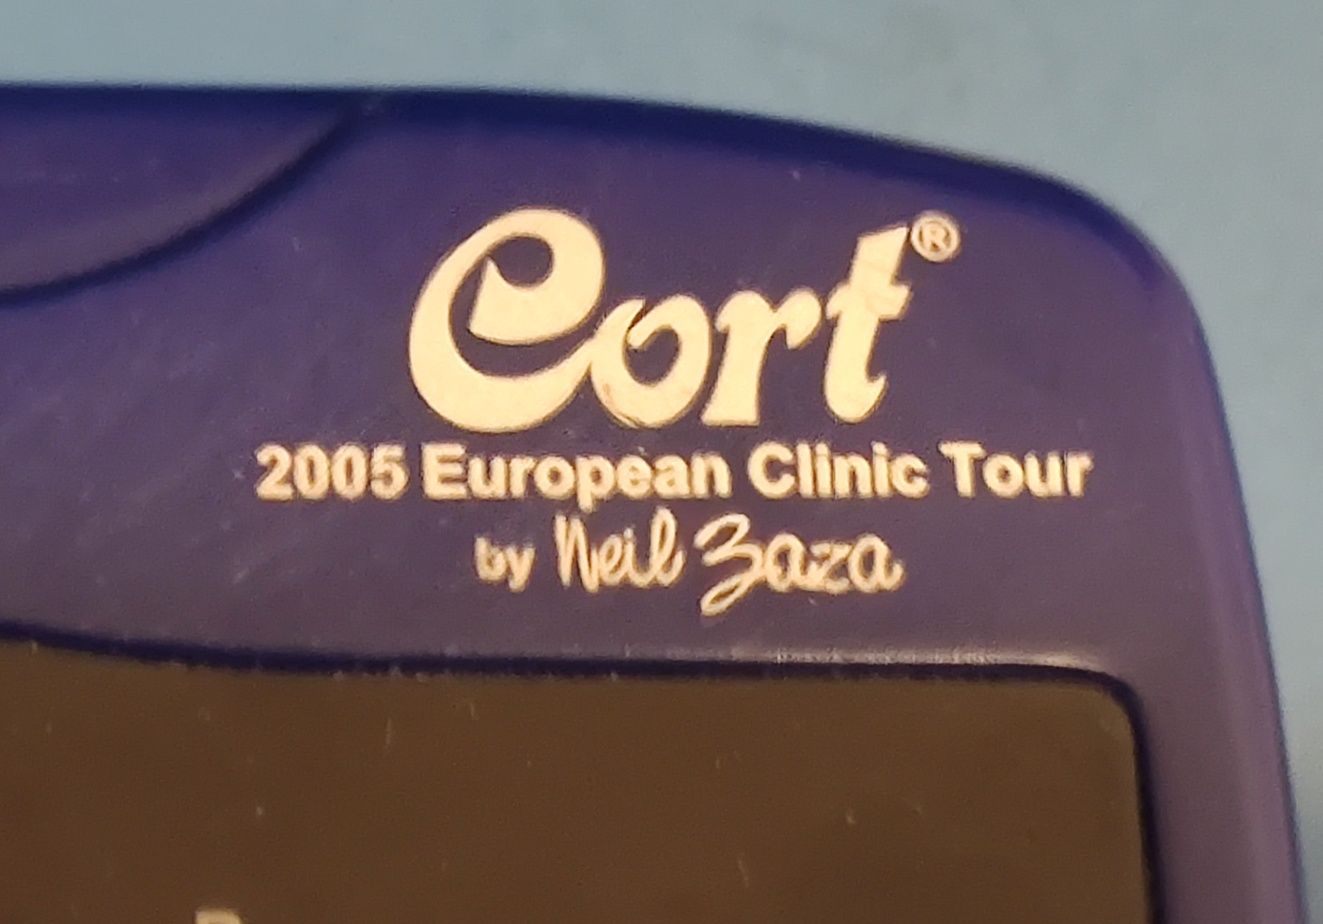 Cort®
2005 European Clinic Tour
by Neil Zaza